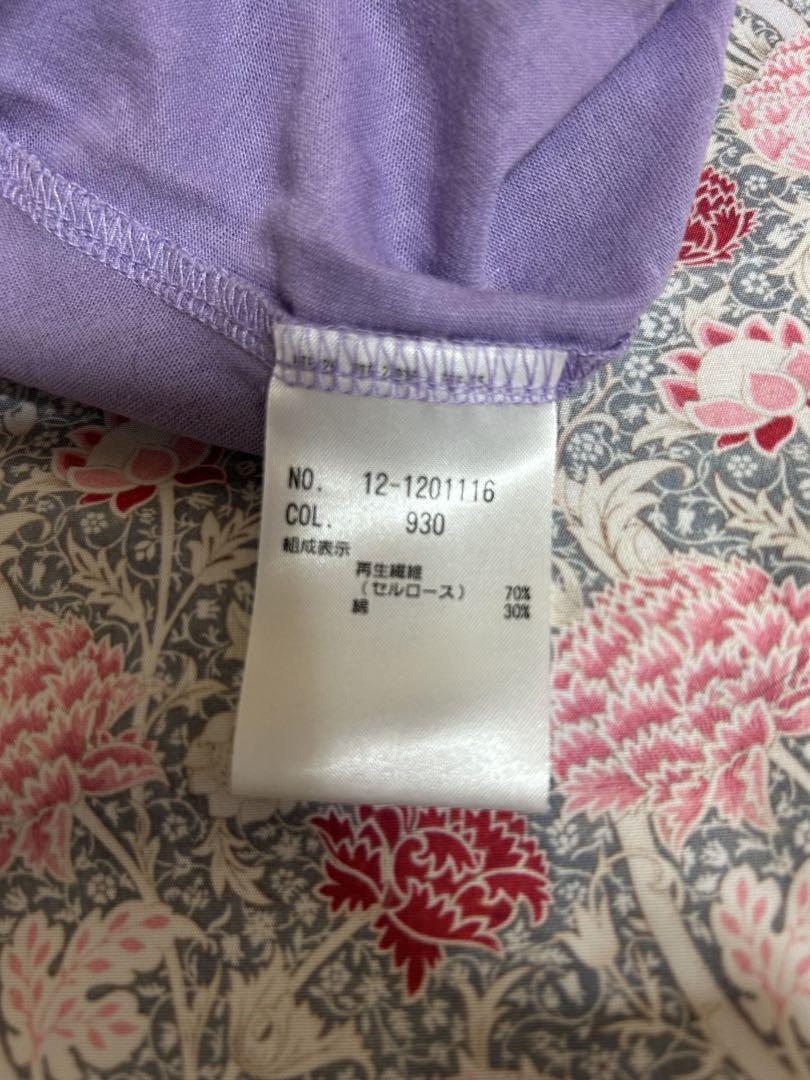 NO. 12-1201116
COL. 930
組成表示
再生繊維
(セルロース) 70%
綿 30%